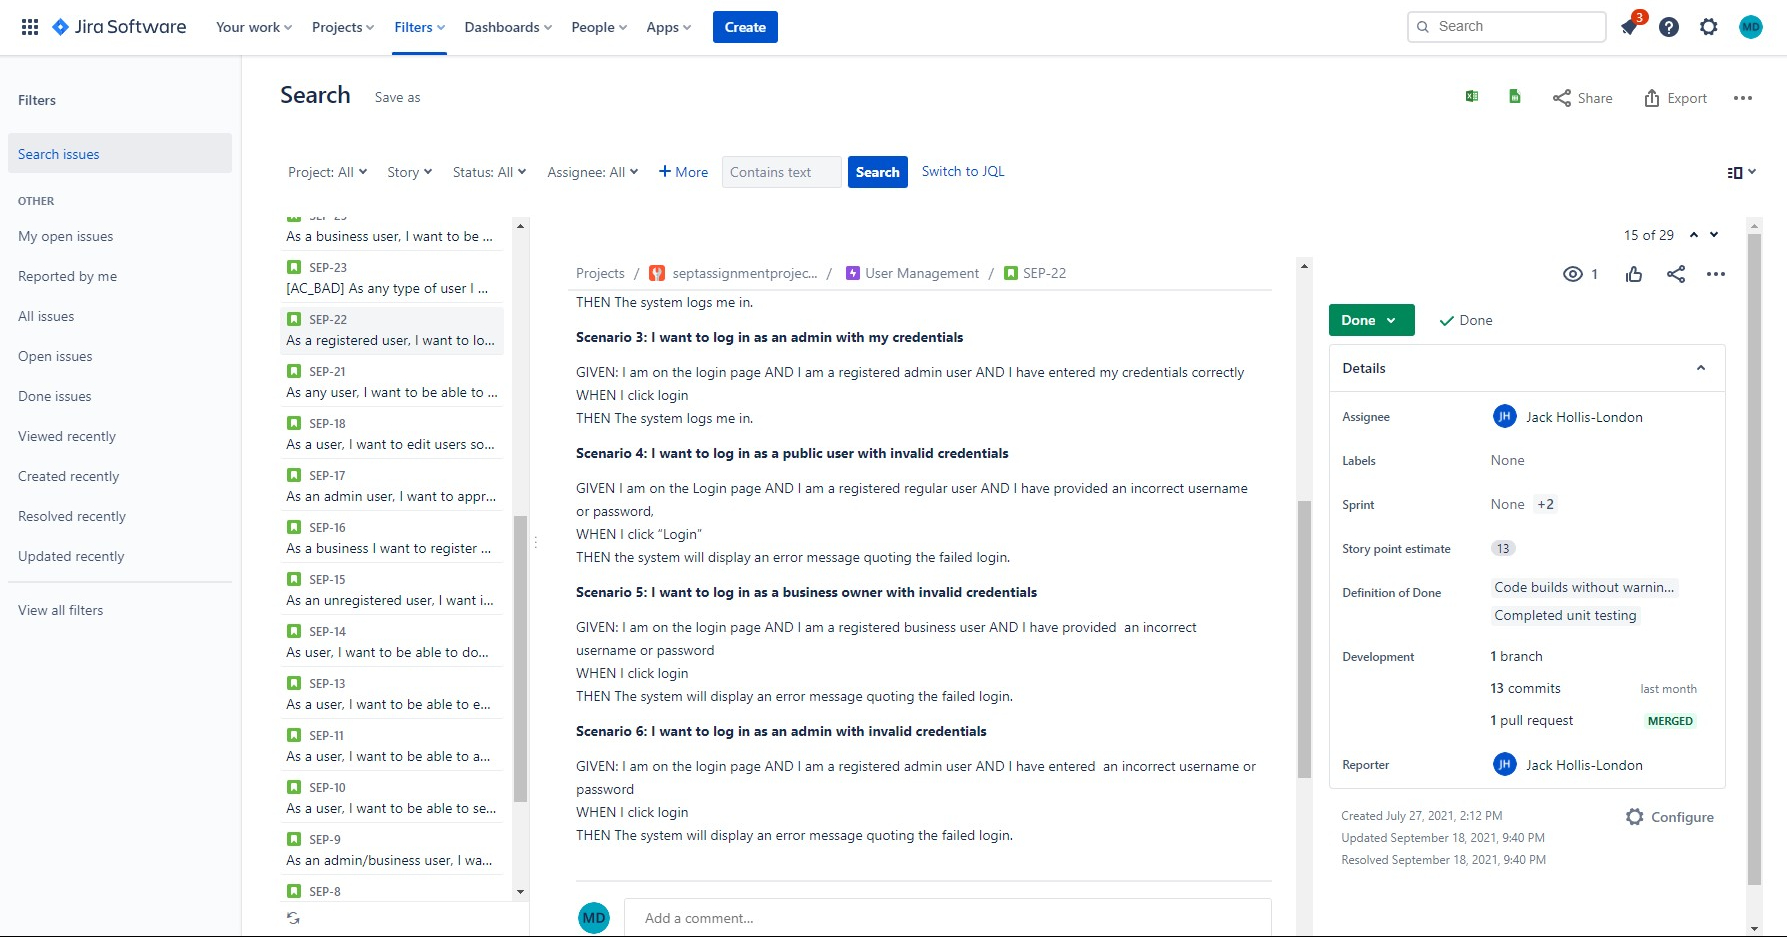 Jira Software
Your work
Projects
Filters
Dashboards
People
Apps
Create
Search
3
MD
Filters
Search issues
OTHER
My open issues
Reported by me
All issues
Open issues
Done issues
Viewed recently
Created recently
Resolved recently
Updated recently
View all filters
Search
Save as
Share
Export
Project: All
Story
Status: All
Assignee: All
More
Contains text
Search
Switch to JQL
As a business user, I want to be ...
SEP-23
[AC_BAD] As any type of user I ...
SEP-22
As a registered user, I want to lo...
SEP-21
As any user, I want to be able to ...
SEP-18
As a user, I want to edit users so...
SEP-17
As an admin user, I want to appr...
SEP-16
As a business I want to register ...
SEP-15
As an unregistered user, I want i...
SEP-14
As user, I want to be able to do...
SEP-13
As a user, I want to be able to e...
SEP-11
As a user, I want to be able to a...
SEP-10
As a user, I want to be able to se...
SEP-9
As an admin/business user, I wa...
SEP-8
15 of 29
Projects / septassignmentprojec... / User Management / SEP-22
THEN The system logs me in.
Scenario 3: I want to log in as an admin with my credentials
GIVEN: I am on the login page AND I am a registered admin user AND I have entered my credentials correctly
WHEN I click login
THEN The system logs me in.
Scenario 4: I want to log in as a public user with invalid credentials
GIVEN I am on the Login page AND I am a registered regular user AND I have provided an incorrect username
or password,
WHEN I click “Login”
THEN the system will display an error message quoting the failed login.
Scenario 5: I want to log in as a business owner with invalid credentials
GIVEN: I am on the login page AND I am a registered business user AND I have provided  an incorrect
username or password
WHEN I click login
THEN The system will display an error message quoting the failed login.
Scenario 6: I want to log in as an admin with invalid credentials
GIVEN: I am on the login page AND I am a registered admin user AND I have entered  an incorrect username or
password
WHEN I click login
THEN The system will display an error message quoting the failed login.
MD
Add a comment...
1
Done
Done
Details
Assignee
JH Jack Hollis-London
Labels
None
Sprint
None +2
Story point estimate
13
Definition of Done
Code builds without warnin...
Completed unit testing
Development
1 branch
13 commits
last month
1 pull request
MERGED
Reporter
JH Jack Hollis-London
Created July 27, 2021, 2:12 PM
Updated September 18, 2021, 9:40 PM
Resolved September 18, 2021, 9:40 PM
Configure